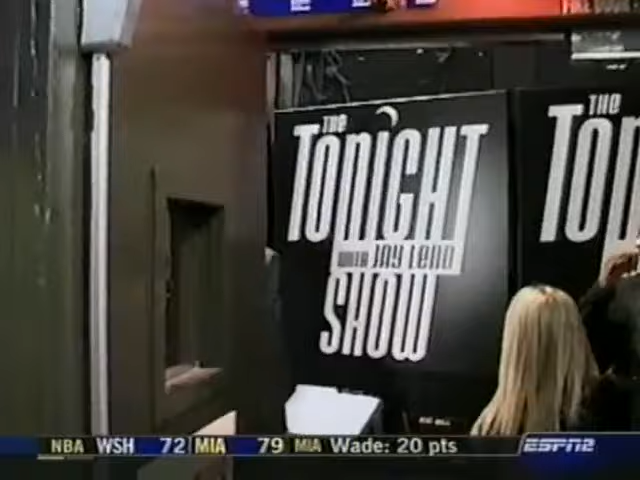 THE
TONIGHT
WITH JAY LENO
SHOW
THE
TON
NBA WSH 72 MIA 79 MIA Wade: 20 pts ESPN2